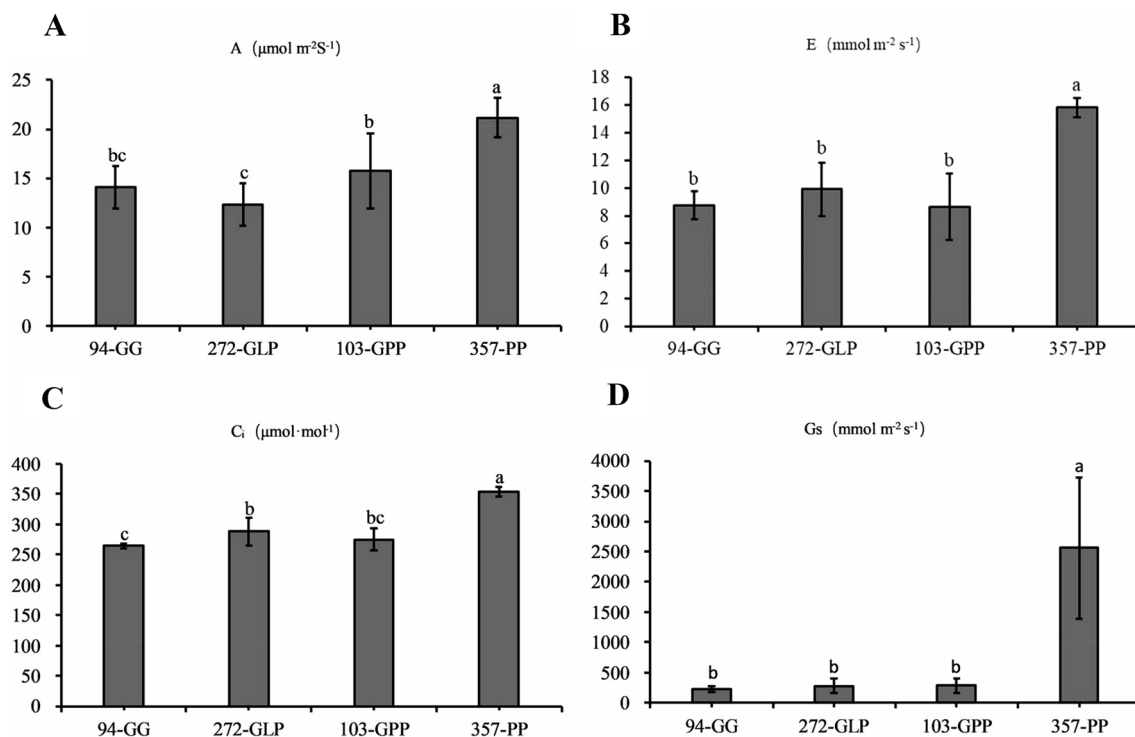 A
A (μmol m⁻²S⁻¹)
25
20
15
10
5
0
bc
c
b
a
94-GG 272-GLP 103-GPP 357-PP
B
E (mmol m⁻² s⁻¹)
18
16
14
12
10
8
6
4
2
0
b
b
b
a
94-GG 272-GLP 103-GPP 357-PP
C
Cᵢ (μmol·mol¹)
400
350
300
250
200
150
100
50
0
c
b
bc
a
94-GG 272-GLP 103-GPP 357-PP
D
Gs (mmol m⁻² s⁻¹)
4000
3500
3000
2500
2000
1500
1000
500
0
b
b
b
a
94-GG 272-GLP 103-GPP 357-PP